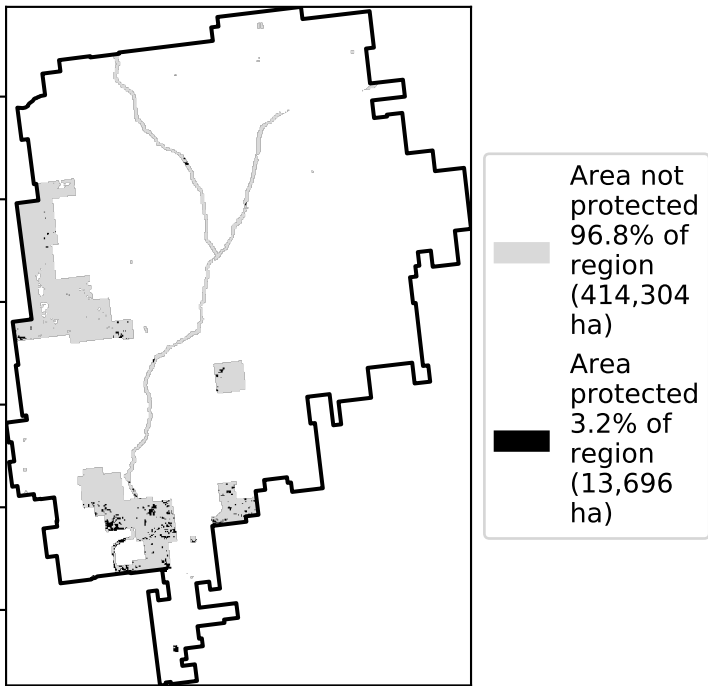 Area not
protected
96.8% of
region
(414,304
ha)
Area
protected
3.2% of
region
(13,696
ha)